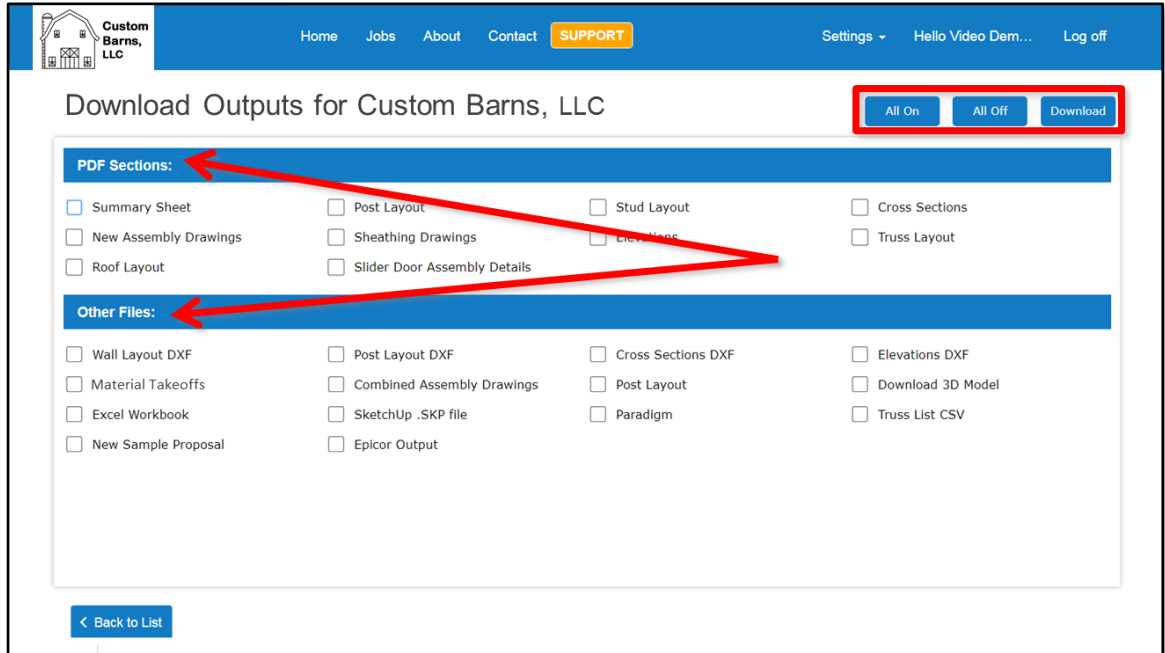 Custom
Barns,
LLC
Home Jobs About Contact SUPPORT Settings Hello Video Dem... Log off
Download Outputs for Custom Barns, LLC
All On All Off Download
PDF Sections:
Summary Sheet Post Layout Stud Layout Cross Sections
New Assembly Drawings Sheathing Drawings Elevations Truss Layout
Roof Layout Slider Door Assembly Details
Other Files:
Wall Layout DXF Post Layout DXF Cross Sections DXF Elevations DXF
Material Takeoffs Combined Assembly Drawings Post Layout Download 3D Model
Excel Workbook SketchUp .SKP file Paradigm Truss List CSV
New Sample Proposal Epicor Output
Back to List